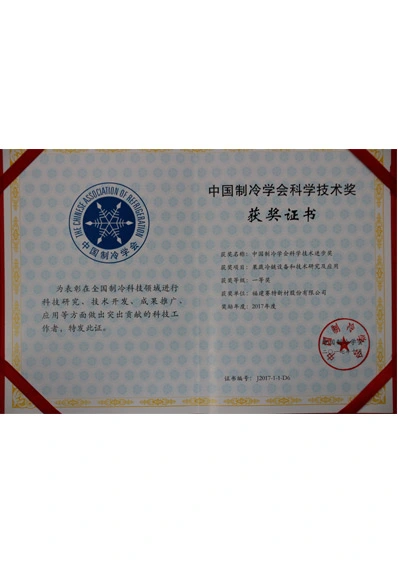 THE CHINESE ASSOCIATION OF REFRIGERATION
中国制冷学会
为表彰在全国制冷科技领域进行
科技研究、技术开发、成果推广、
应用等方面做出突出贡献的科技工
作者，特发此证。
中国制冷学会科学技术奖
获奖证书
获奖名称：中国制冷学会科学技术进步奖
获奖项目：果蔬冷链设备和技术研究及应用
获奖等级：一等奖
获奖单位：福建赛特新材股份有限公司
奖励年度：2017年度
中国制冷学会
证书编号：J2017-1-1-D6